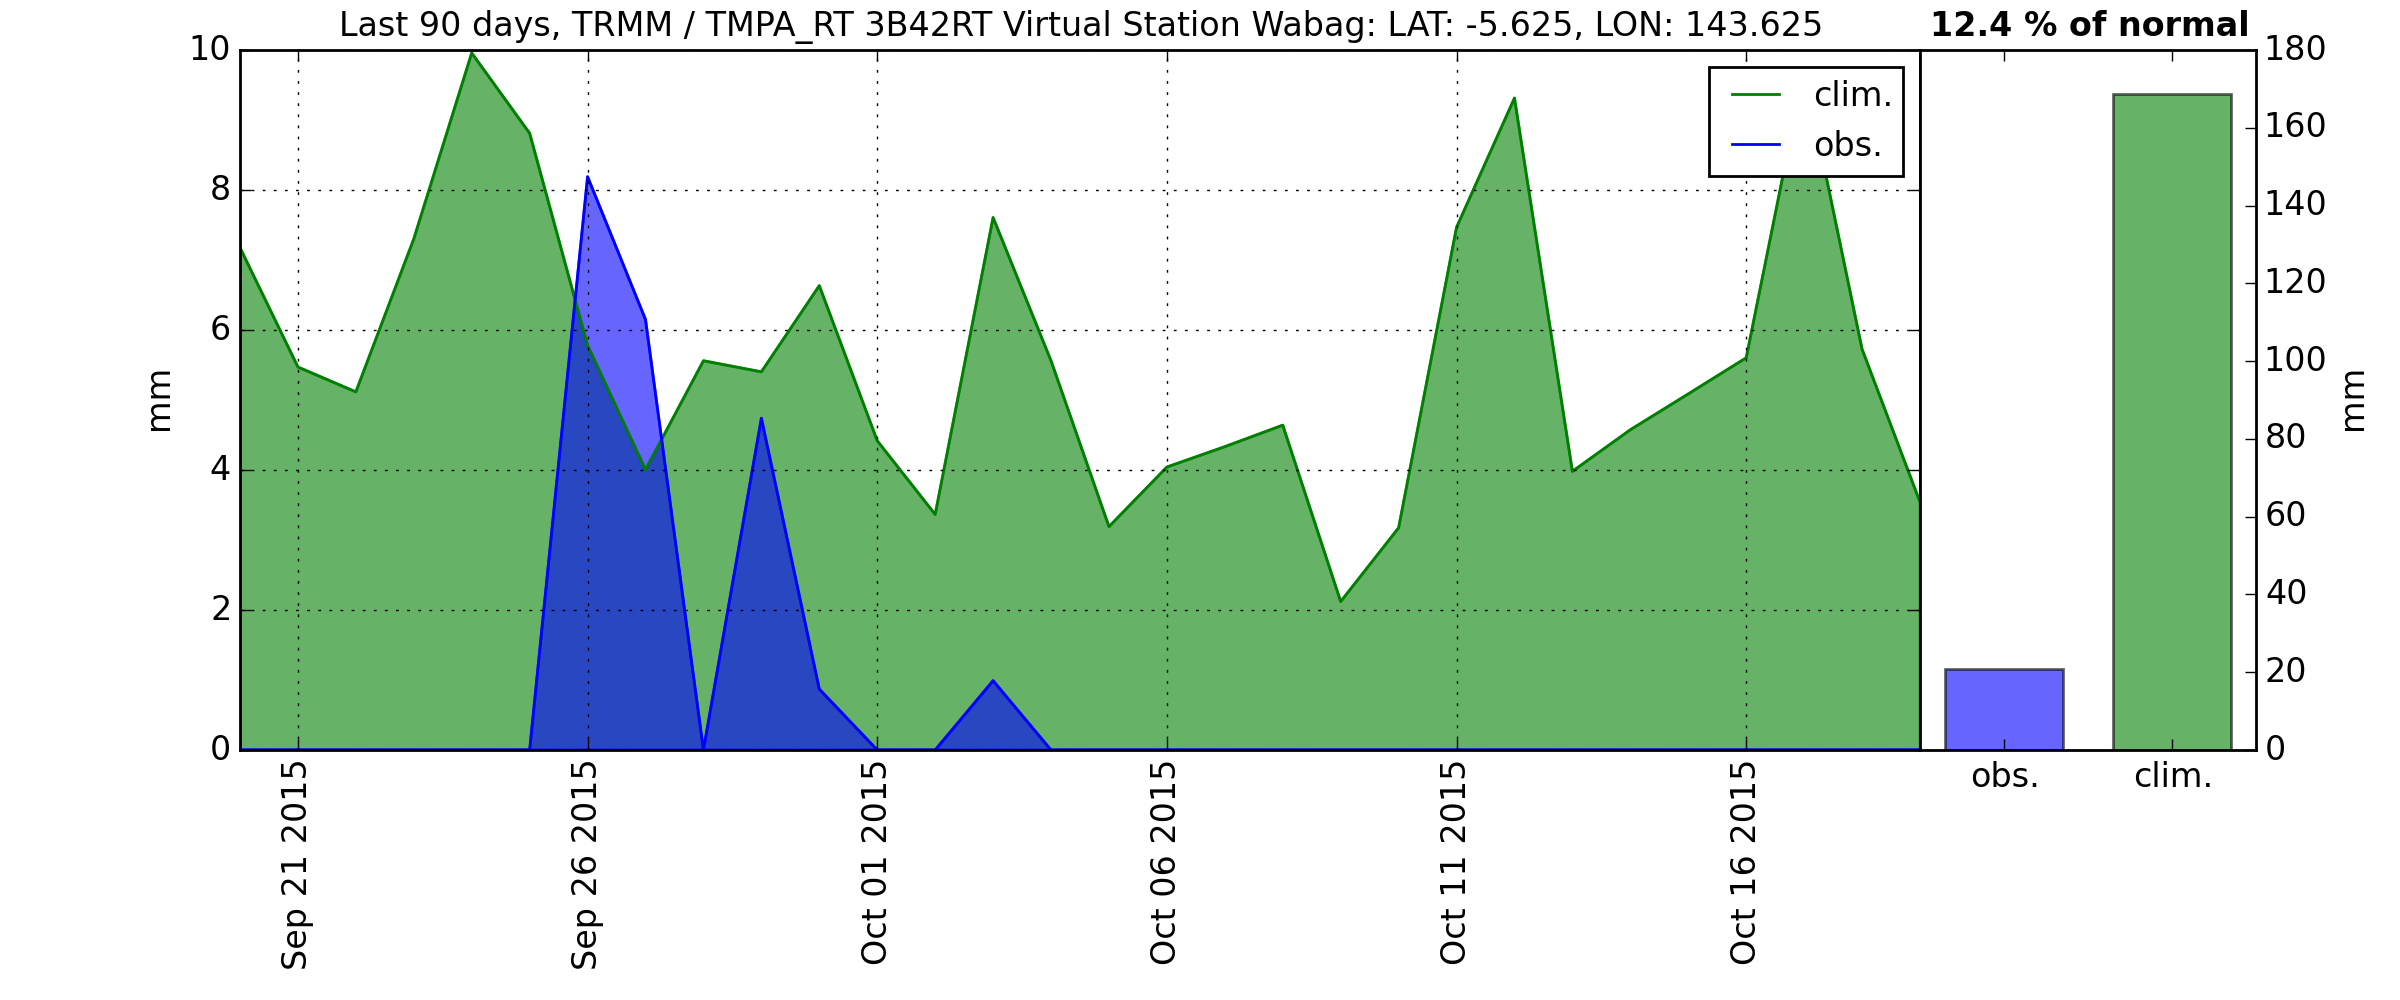 Last 90 days, TRMM / TMPA_RT 3B42RT Virtual Station Wabag: LAT: -5.625, LON: 143.625
12.4 % of normal
10
8
6
4
2
0
mm
clim.
obs.
Sep 21 2015
Sep 26 2015
Oct 01 2015
Oct 06 2015
Oct 11 2015
Oct 16 2015
180
160
140
120
100
80
60
40
20
0
mm
obs.
clim.